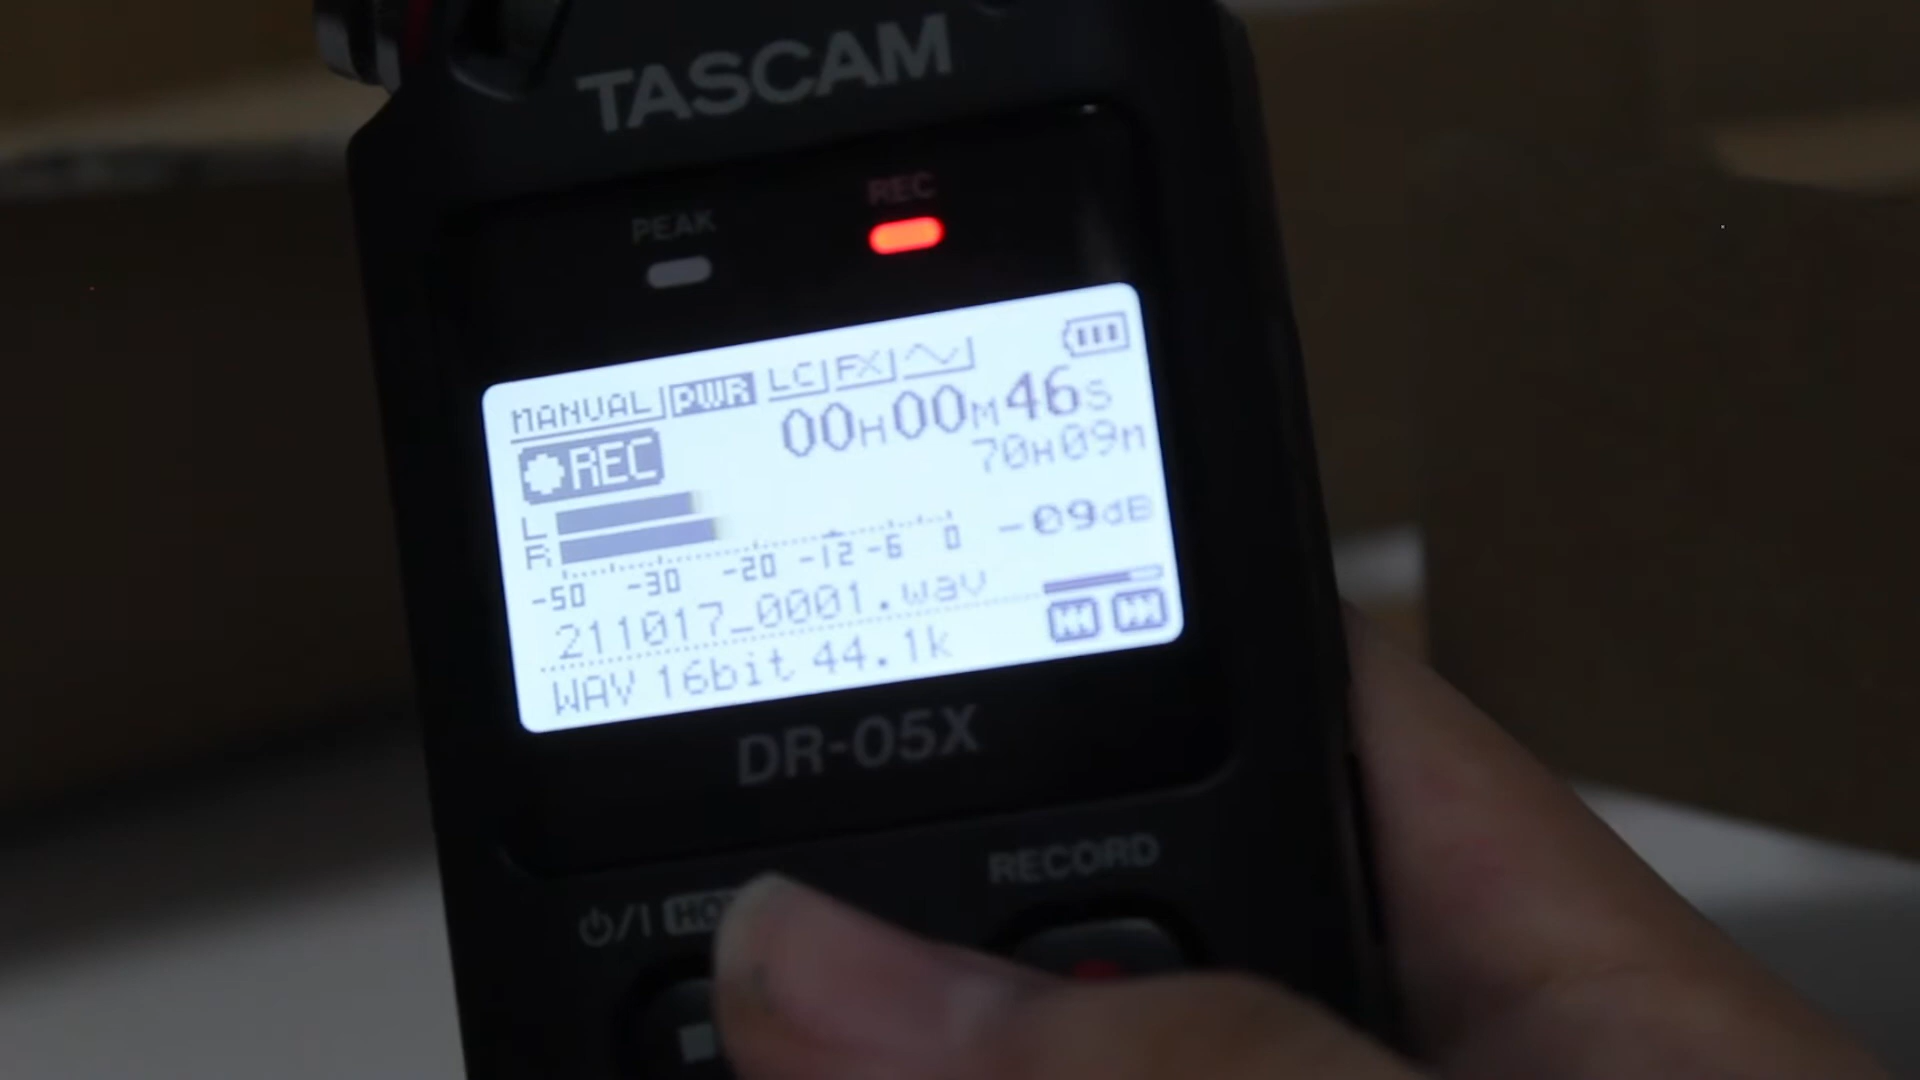 TASCAM
PEAK REC
MANUAL PWR LC FX
REC 00H00M46S
70H09M
L
R
-09dB
-50 -30 -20 -12 -6 0
211017_0001.wav
WAV 16bit 44.1k
DR-05X
RECORD